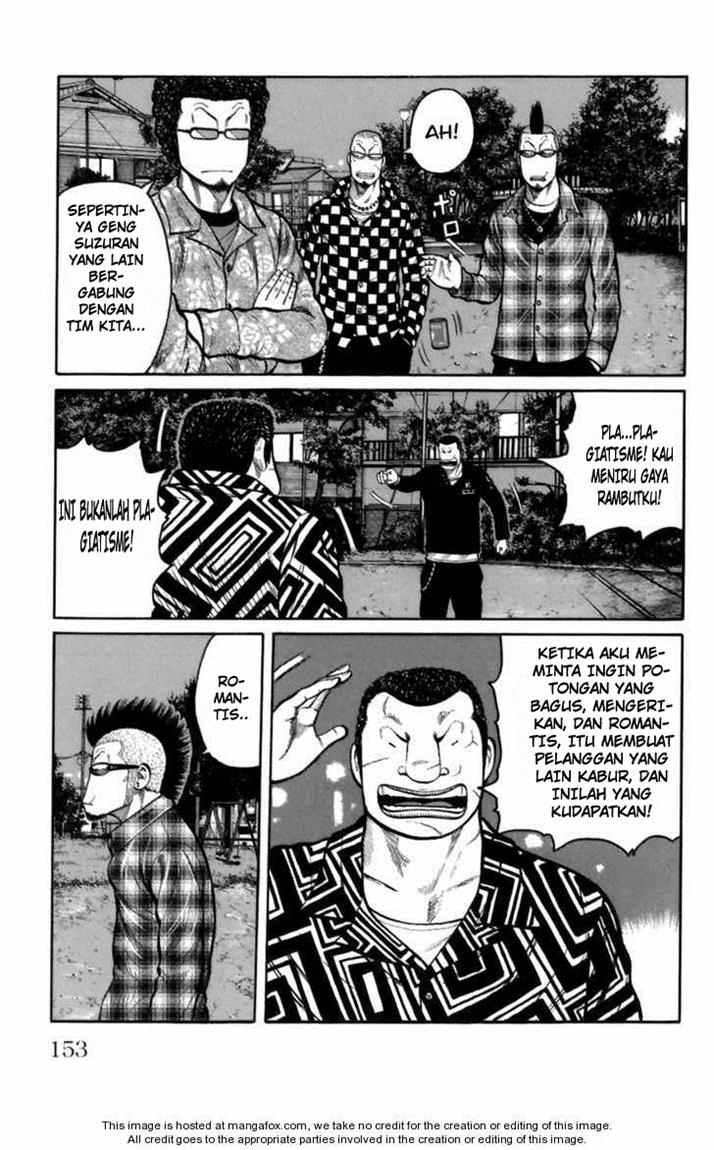 AH!
ポロ
SEPERTIN-
YA GENG
SUZURAN
YANG LAIN
BER-
GABUNG
DENGAN
TIM KITA...
PLA...PLA-
GIATISME! KAU
MENIRU GAYA
RAMBUTKU!
INI BUKANLAH PLA-
GIATISME!
KETIKA AKU ME-
MINTA INGIN PO-
TONGAN YANG
BAGUS, MENGERI-
KAN, DAN ROMAN-
TIS, ITU MEMBUAT
PELANGGAN YANG
LAIN KABUR, DAN
INILAH YANG
KUDAPATKAN!
RO-
MAN-
TIS..
153
This image is hosted at mangafox.com, we take no credit for the creation or editing of this image.
All credit goes to the appropriate parties involved in the creation or editing of this image.